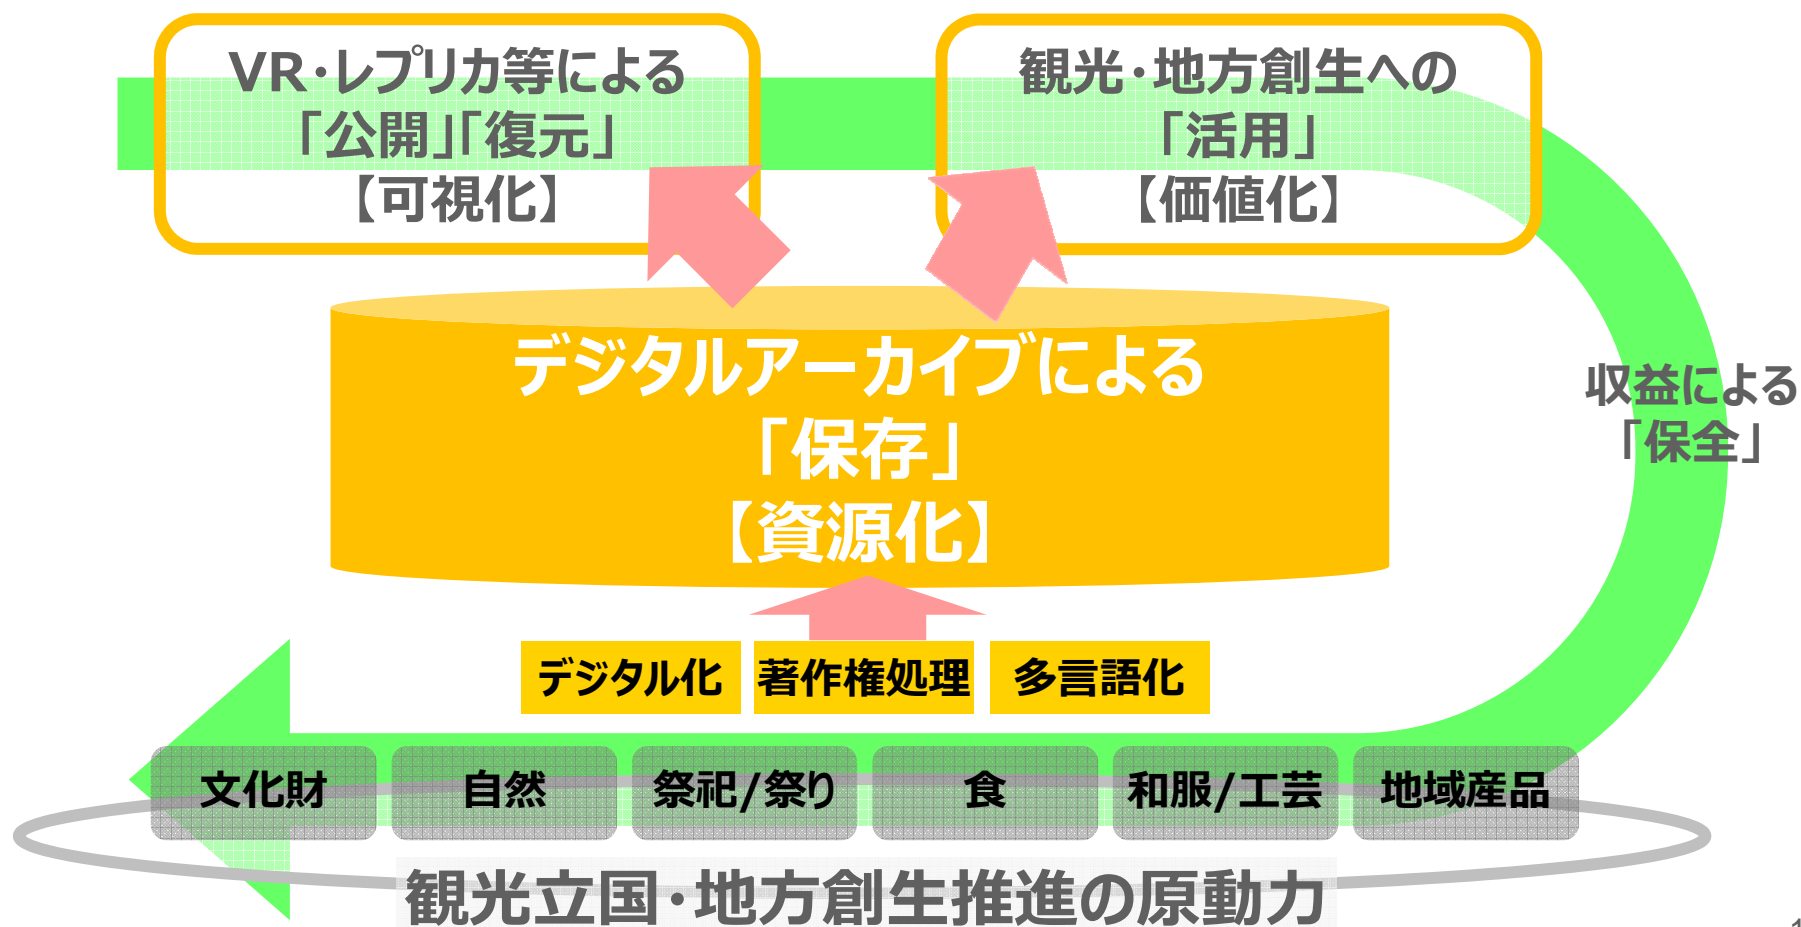 VR・レプリカ等による
「公開」「復元」
【可視化】
観光・地方創生への
「活用」
【価値化】
デジタルアーカイブによる
「保存」
【資源化】
収益による
「保全」
デジタル化
著作権処理
多言語化
文化財
自然
祭祀/祭り
食
和服/工芸
地域産品
観光立国・地方創生推進の原動力
1